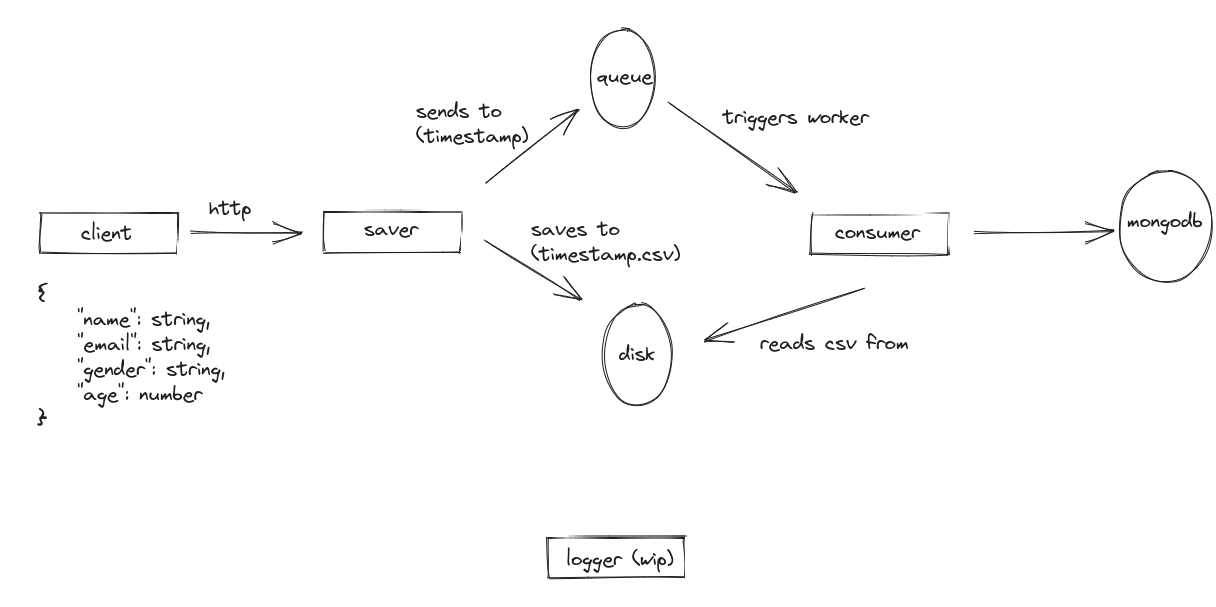 queue
sends to
(timestamp)
triggers worker
http
client
saver
saves to
(timestamp.csv)
consumer
mongodb
{
"name": string,
"email": string,
"gender": string,
"age": number
}
disk
reads csv from
logger (wip)